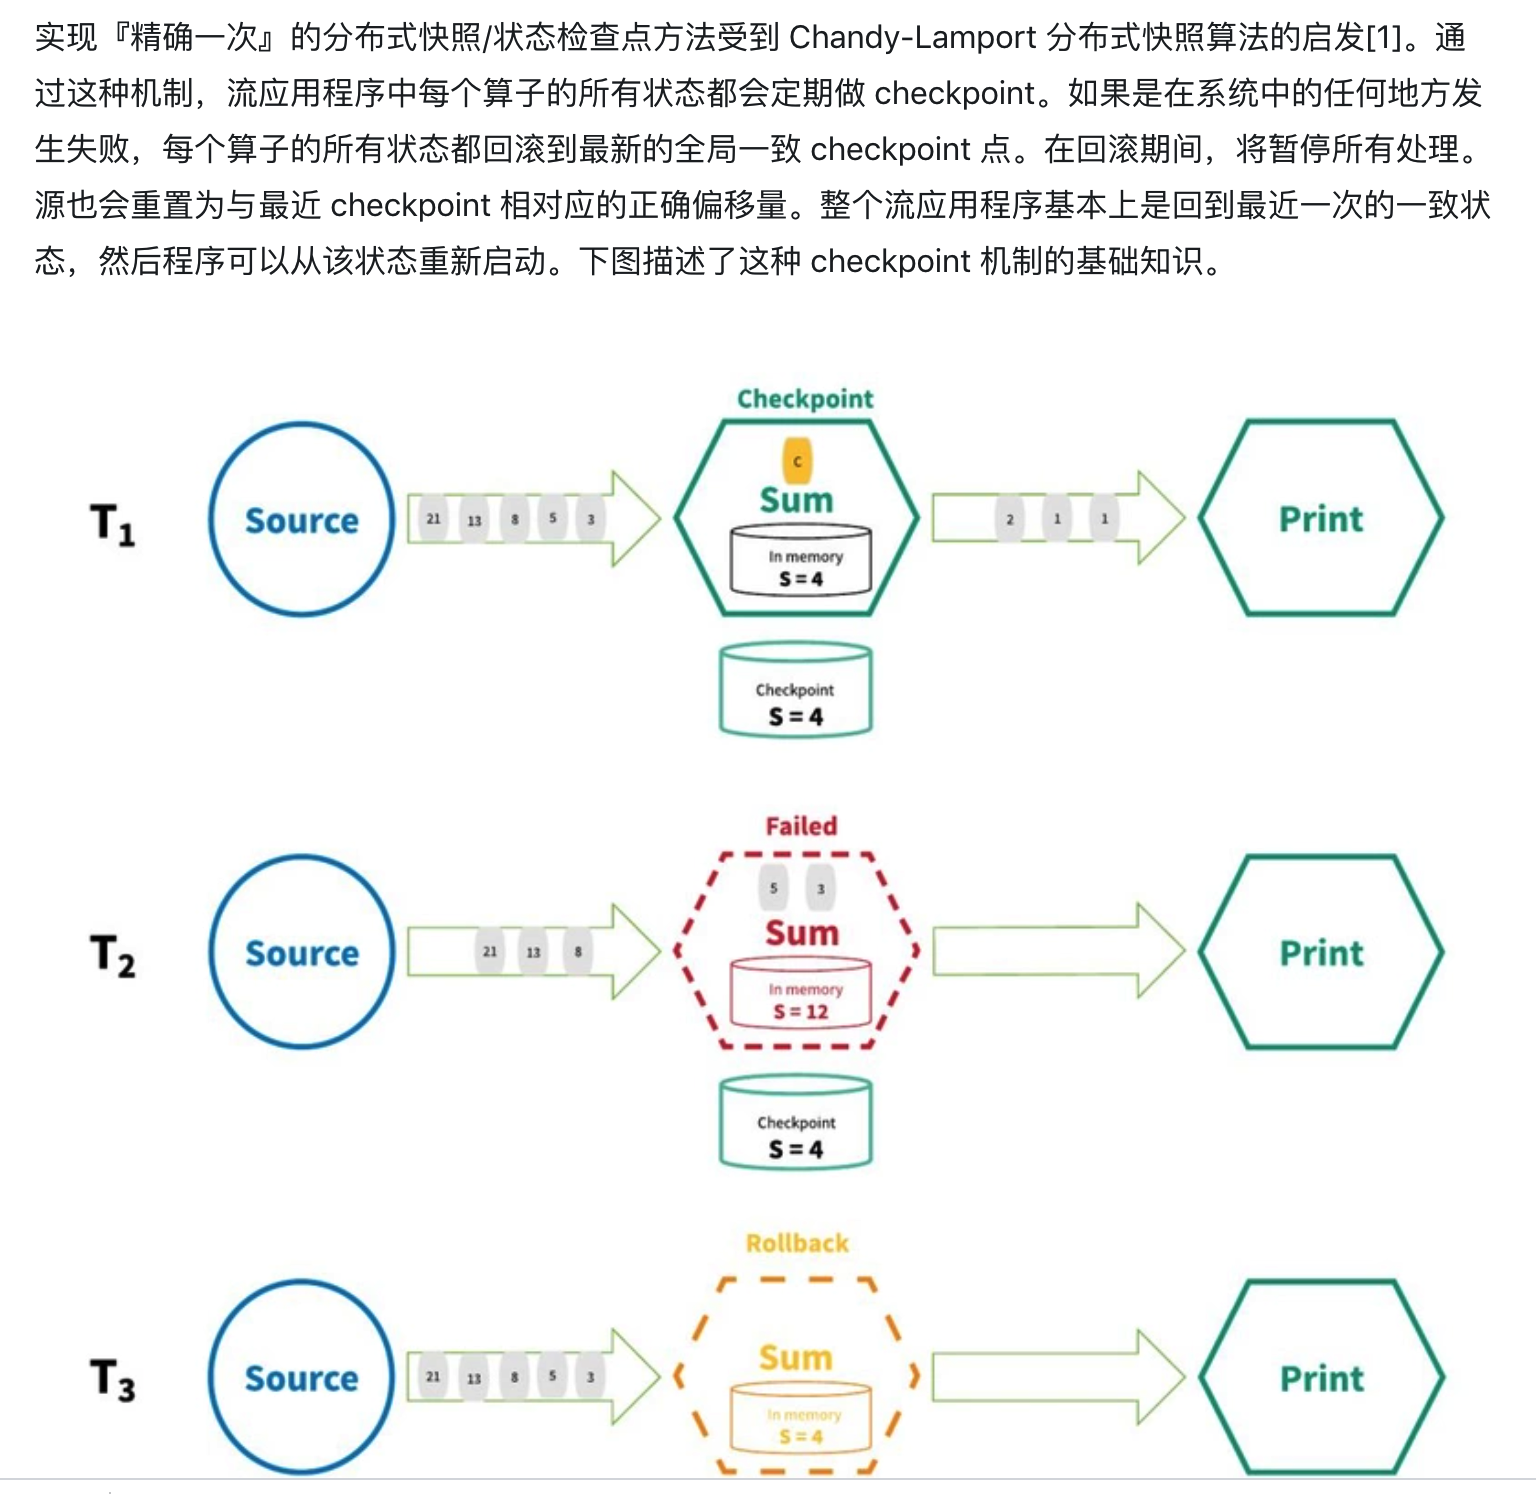 实现『精确一次』的分布式快照/状态检查点方法受到 Chandy-Lamport 分布式快照算法的启发[1]。通
过这种机制，流应用程序中每个算子的所有状态都会定期做 checkpoint。如果是在系统中的任何地方发
生失败，每个算子的所有状态都回滚到最新的全局一致 checkpoint 点。在回滚期间，将暂停所有处理。
源也会重置为与最近 checkpoint 相对应的正确偏移量。整个流应用程序基本上是回到最近一次的一致状
态，然后程序可以从该状态重新启动。下图描述了这种 checkpoint 机制的基础知识。
Checkpoint
C
T1 Source 21 13 8 5 3 Sum 2 1 1 Print
In memory
S = 4
Checkpoint
S = 4
Failed
5 3
T2 Source 21 13 8 Sum Print
In memory
S = 12
Checkpoint
S = 4
Rollback
T3 Source 21 13 8 5 3 Sum Print
In memory
S = 4